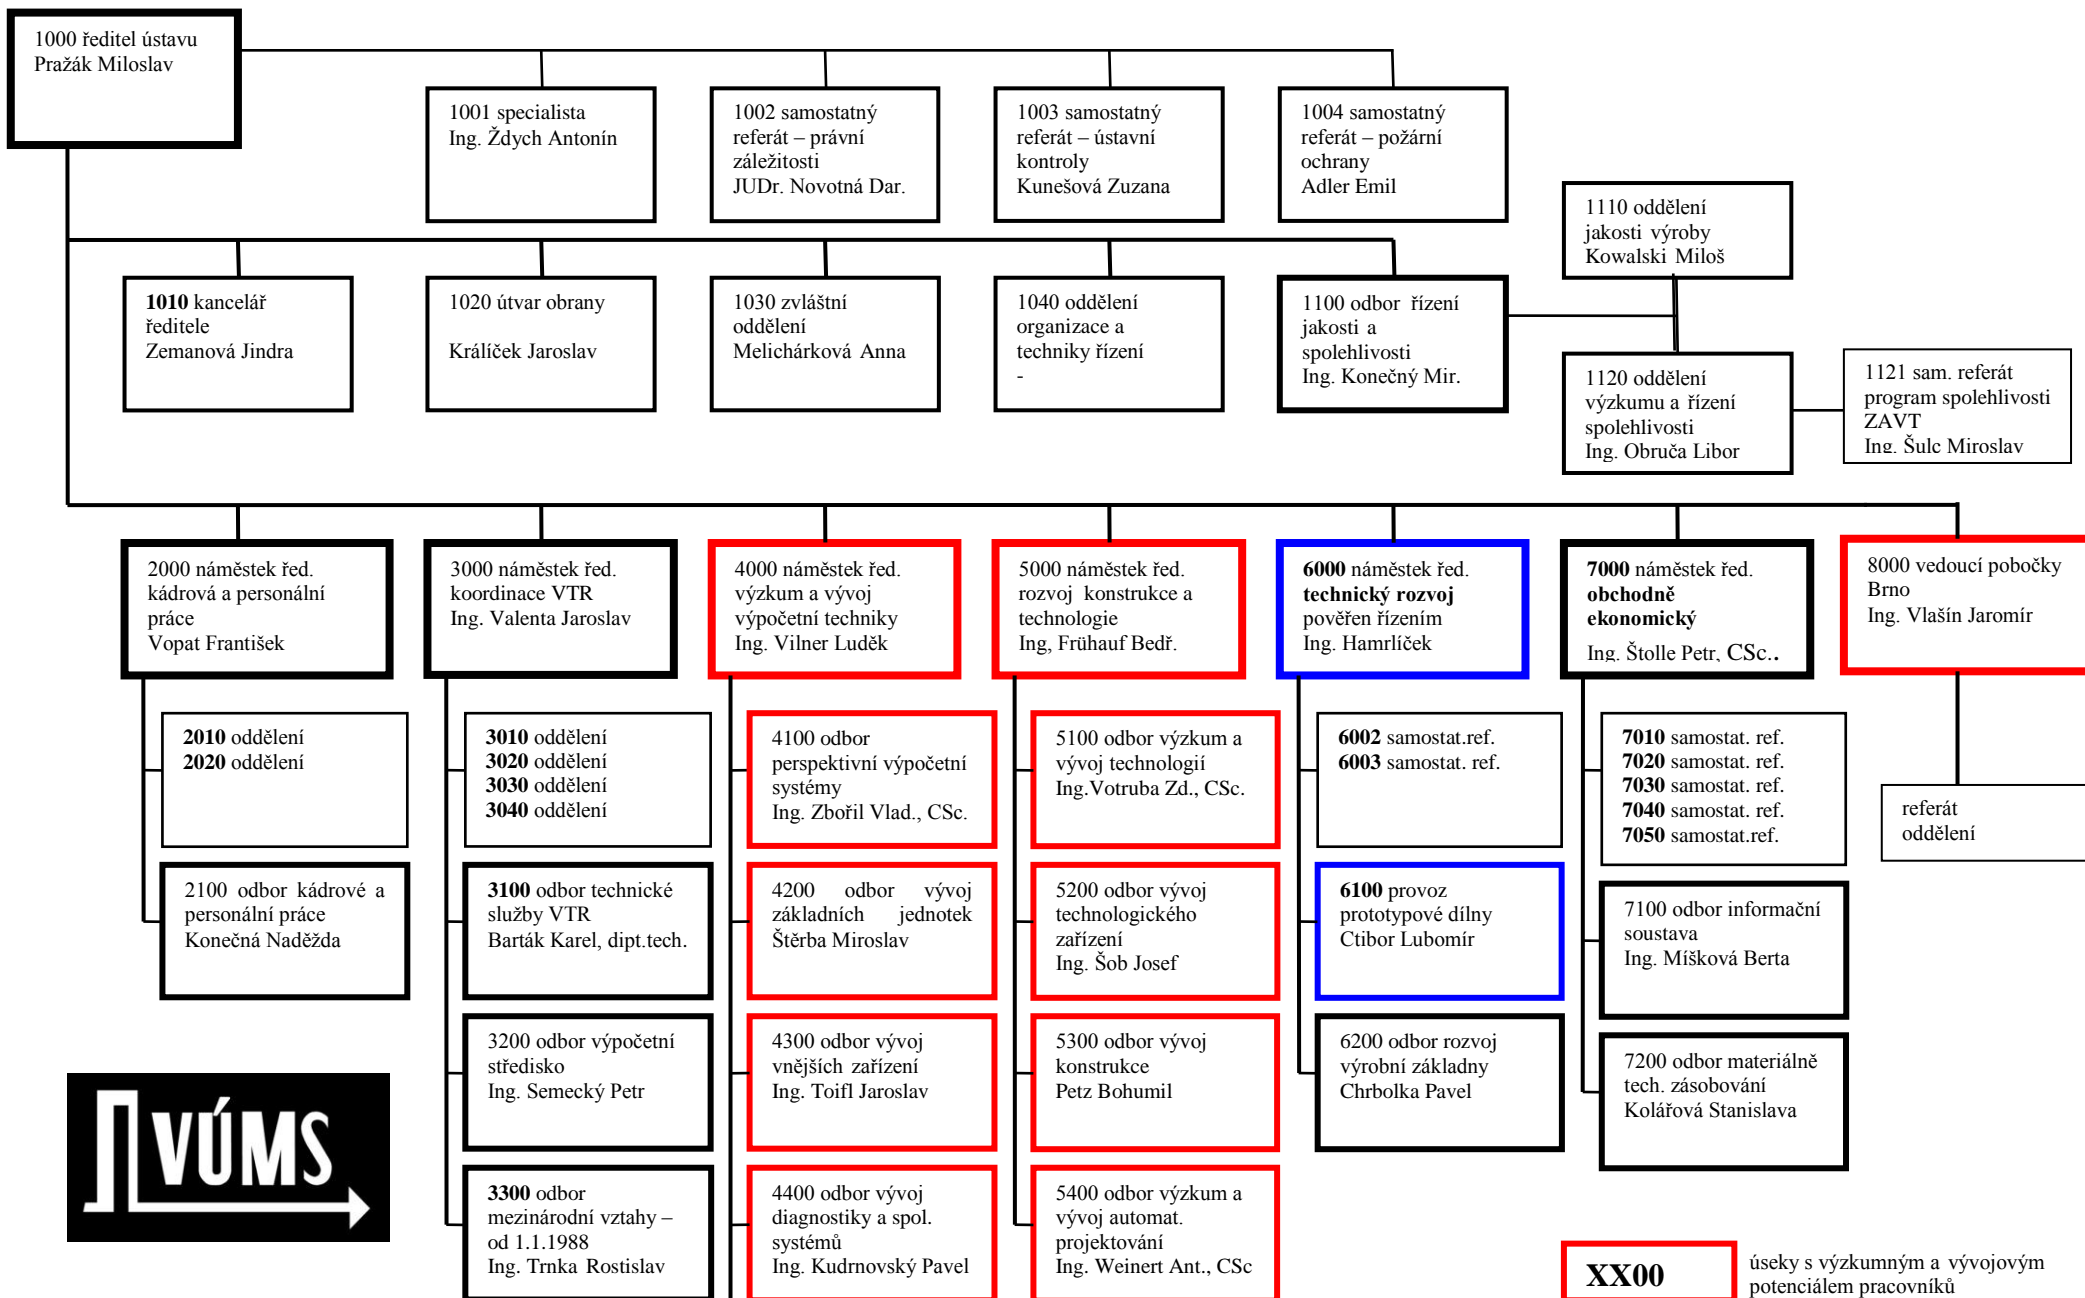 1000 ředitel ústavu
Pražák Miloslav
1001 specialista
Ing. Ždych Antonín
1002 samostatný
referát – právní
záležitosti
JUDr. Novotná Dar.
1003 samostatný
referát – ústavní
kontroly
Kunešová Zuzana
1004 samostatný
referát – požární
ochrany
Adler Emil
1110 oddělení
jakosti výroby
Kowalski Miloš
1010 kancelář
ředitele
Zemanová Jindra
1020 útvar obrany
Králíček Jaroslav
1030 zvláštní
oddělení
Melichárková Anna
1040 oddělení
organizace a
techniky řízení
-
1100 odbor řízení
jakosti a
spolehlivosti
Ing. Konečný Mir.
1120 oddělení
výzkumu a řízení
spolehlivosti
Ing. Obruča Libor
1121 sam. referát
program spolehlivosti
ZAVT
Ing. Šulc Miroslav
2000 náměstek řed.
kádrová a personální
práce
Vopat František
3000 náměstek řed.
koordinace VTR
Ing. Valenta Jaroslav
4000 náměstek řed.
výzkum a vývoj
výpočetní techniky
Ing. Vilner Luděk
5000 náměstek řed.
rozvoj konstrukce a
technologie
Ing, Frühauf Bedř.
6000 náměstek řed.
technický rozvoj
pověřen řízením
Ing. Hamrlíček
7000 náměstek řed.
obchodně
ekonomický
Ing. Štolle Petr, CSc..
8000 vedoucí pobočky
Brno
Ing. Vlašín Jaromír
2010 oddělení
2020 oddělení
3010 oddělení
3020 oddělení
3030 oddělení
3040 oddělení
4100 odbor
perspektivní výpočetní
systémy
Ing. Zbořil Vlad., CSc.
5100 odbor výzkum a
vývoj technologií
Ing.Votruba Zd., CSc.
6002 samostat.ref.
6003 samostat. ref.
7010 samostat. ref.
7020 samostat. ref.
7030 samostat. ref.
7040 samostat. ref.
7050 samostat.ref.
referát
oddělení
2100 odbor kádrové a
personální práce
Konečná Naděžda
3100 odbor technické
služby VTR
Barták Karel, dipt.tech.
4200 odbor vývoj
základních jednotek
Štěrba Miroslav
5200 odbor vývoj
technologického
zařízení
Ing. Šob Josef
6100 provoz
prototypové dílny
Ctibor Lubomír
7100 odbor informační
soustava
Ing. Míšková Berta
3200 odbor výpočetní
středisko
Ing. Semecký Petr
4300 odbor vývoj
vnějších zařízení
Ing. Toifl Jaroslav
5300 odbor vývoj
konstrukce
Petz Bohumil
6200 odbor rozvoj
výrobní základny
Chrbolka Pavel
7200 odbor materiálně
tech. zásobování
Kolářová Stanislava
VÚMS
3300 odbor
mezinárodní vztahy –
od 1.1.1988
Ing. Trnka Rostislav
4400 odbor vývoj
diagnostiky a spol.
systémů
Ing. Kudrnovský Pavel
5400 odbor výzkum a
vývoj automat.
projektování
Ing. Weinert Ant., CSc
XX00
úseky s výzkumným a vývojovým
potenciálem pracovníků